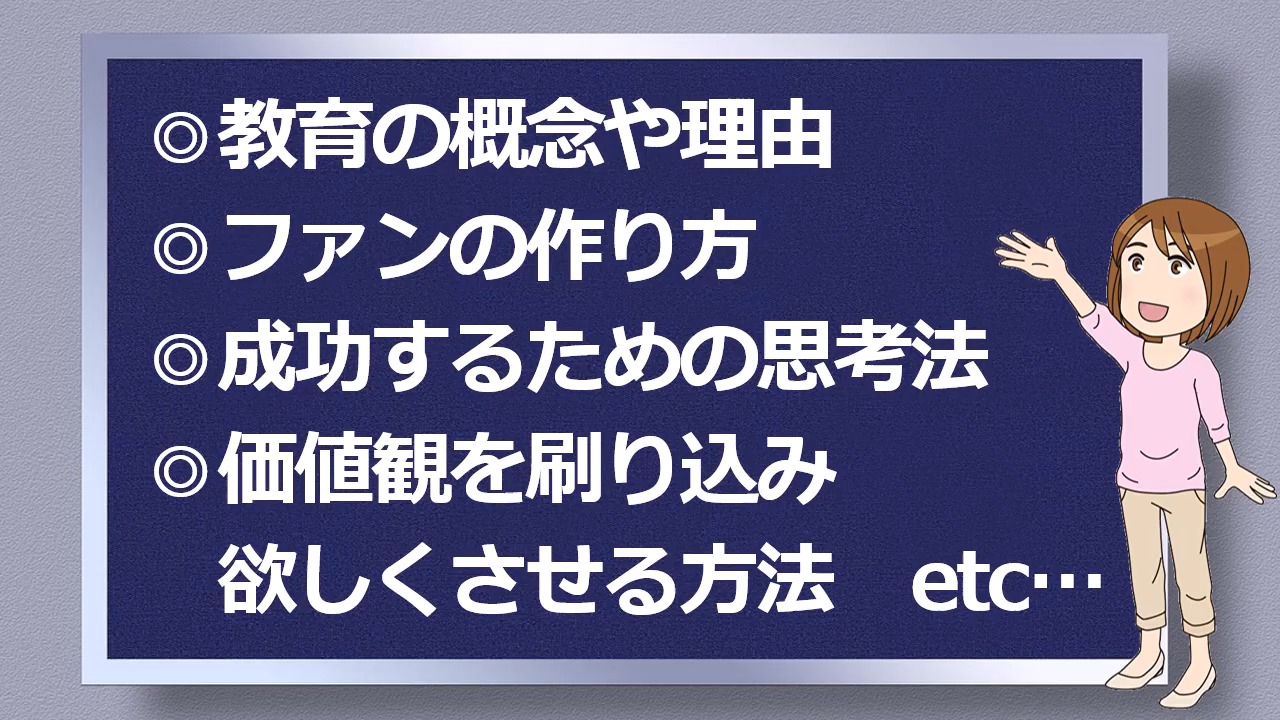 ◎教育の概念や理由
◎ファンの作り方
◎成功するための思考法
◎価値観を刷り込み
欲しくさせる方法　etc…